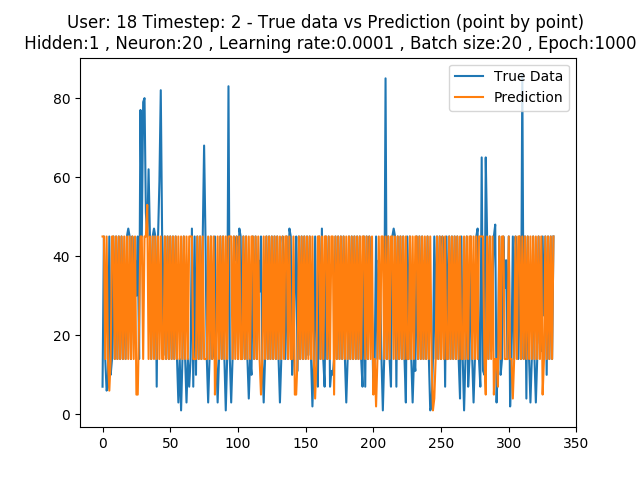 User: 18 Timestep: 2 - True data vs Prediction (point by point)
Hidden:1 , Neuron:20 , Learning rate:0.0001 , Batch size:20 , Epoch:1000
True Data
Prediction
80
60
40
20
0
0 50 100 150 200 250 300 350